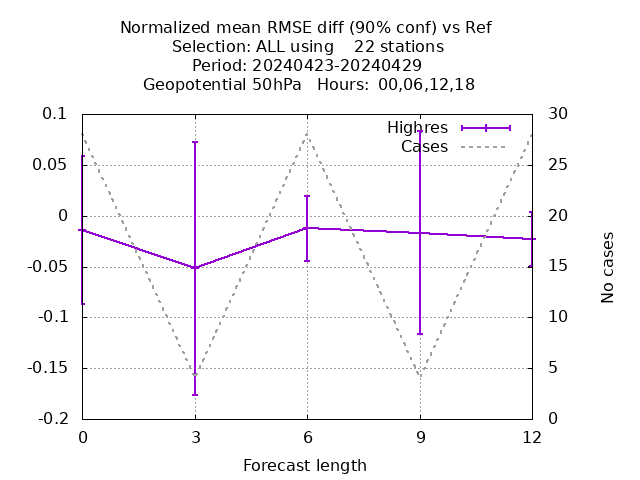 Normalized mean RMSE diff (90% conf) vs Ref
Selection: ALL using    22 stations
Period: 20240423-20240429
Geopotential 50hPa   Hours:  00,06,12,18
Highres
Cases
0.1
0.05
0
-0.05
-0.1
-0.15
-0.2
30
25
20
15
10
5
0
No cases
0 3 6 9 12
Forecast length